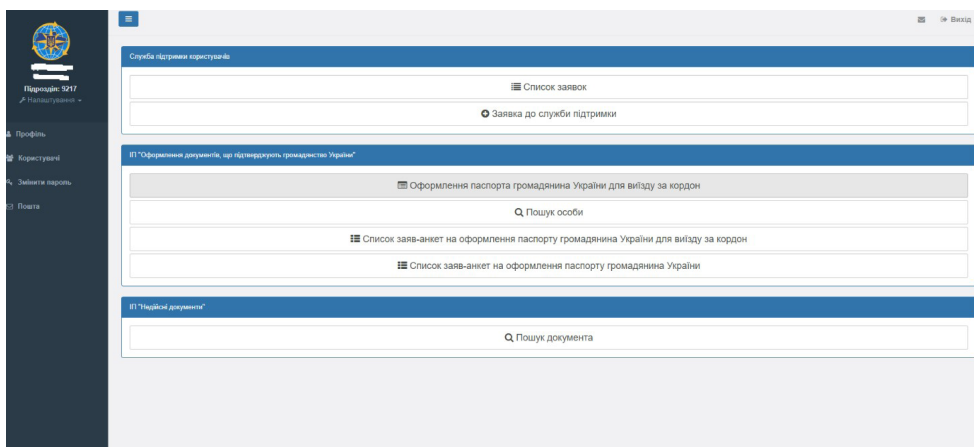 Вихід
Підрозділ: 9217
Налаштування
Профіль
Користувачі
Змінити пароль
Пошта
Служба підтримки користувачів
Список заявок
Заявка до служби підтримки
ІП "Оформлення документів, що підтверджують громадянство України"
Оформлення паспорта громадянина України для виїзду за кордон
Пошук особи
Список заяв-анкет на оформлення паспорту громадянина України для виїзду за кордон
Список заяв-анкет на оформлення паспорту громадянина України
ІП "Недійсні документи"
Пошук документа